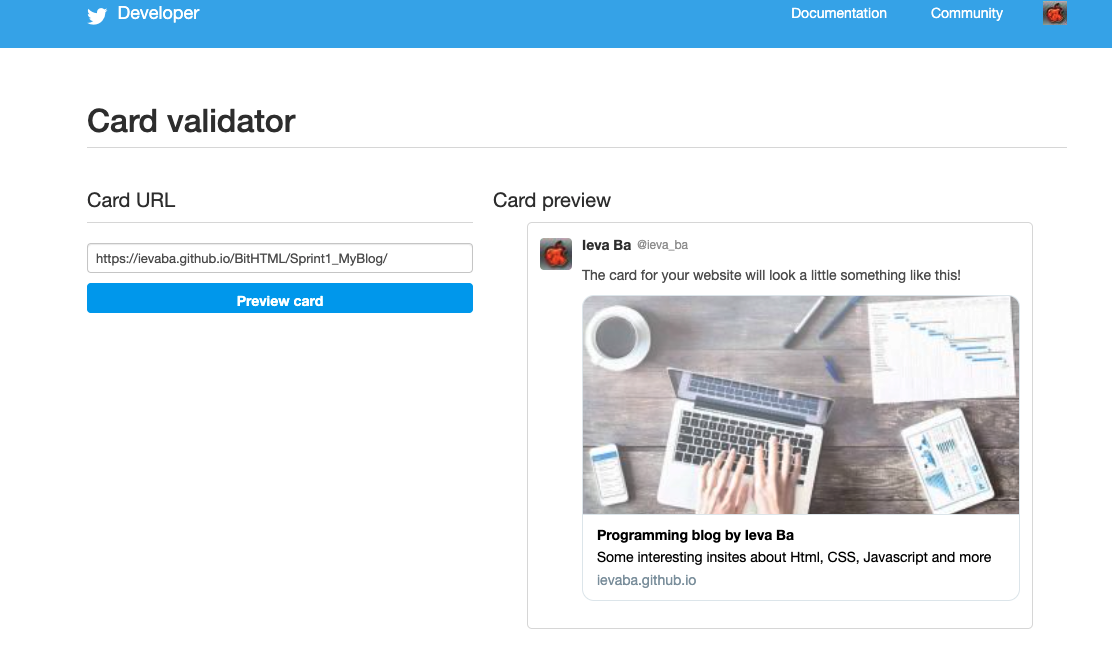 Developer
Documentation
Community
Card validator
Card URL
https://ievaba.github.io/BitHTML/Sprint1_MyBlog/
Preview card
Card preview
Ieva Ba @ieva_ba
The card for your website will look a little something like this!
Programming blog by Ieva Ba
Some interesting insites about Html, CSS, Javascript and more
ievaba.github.io